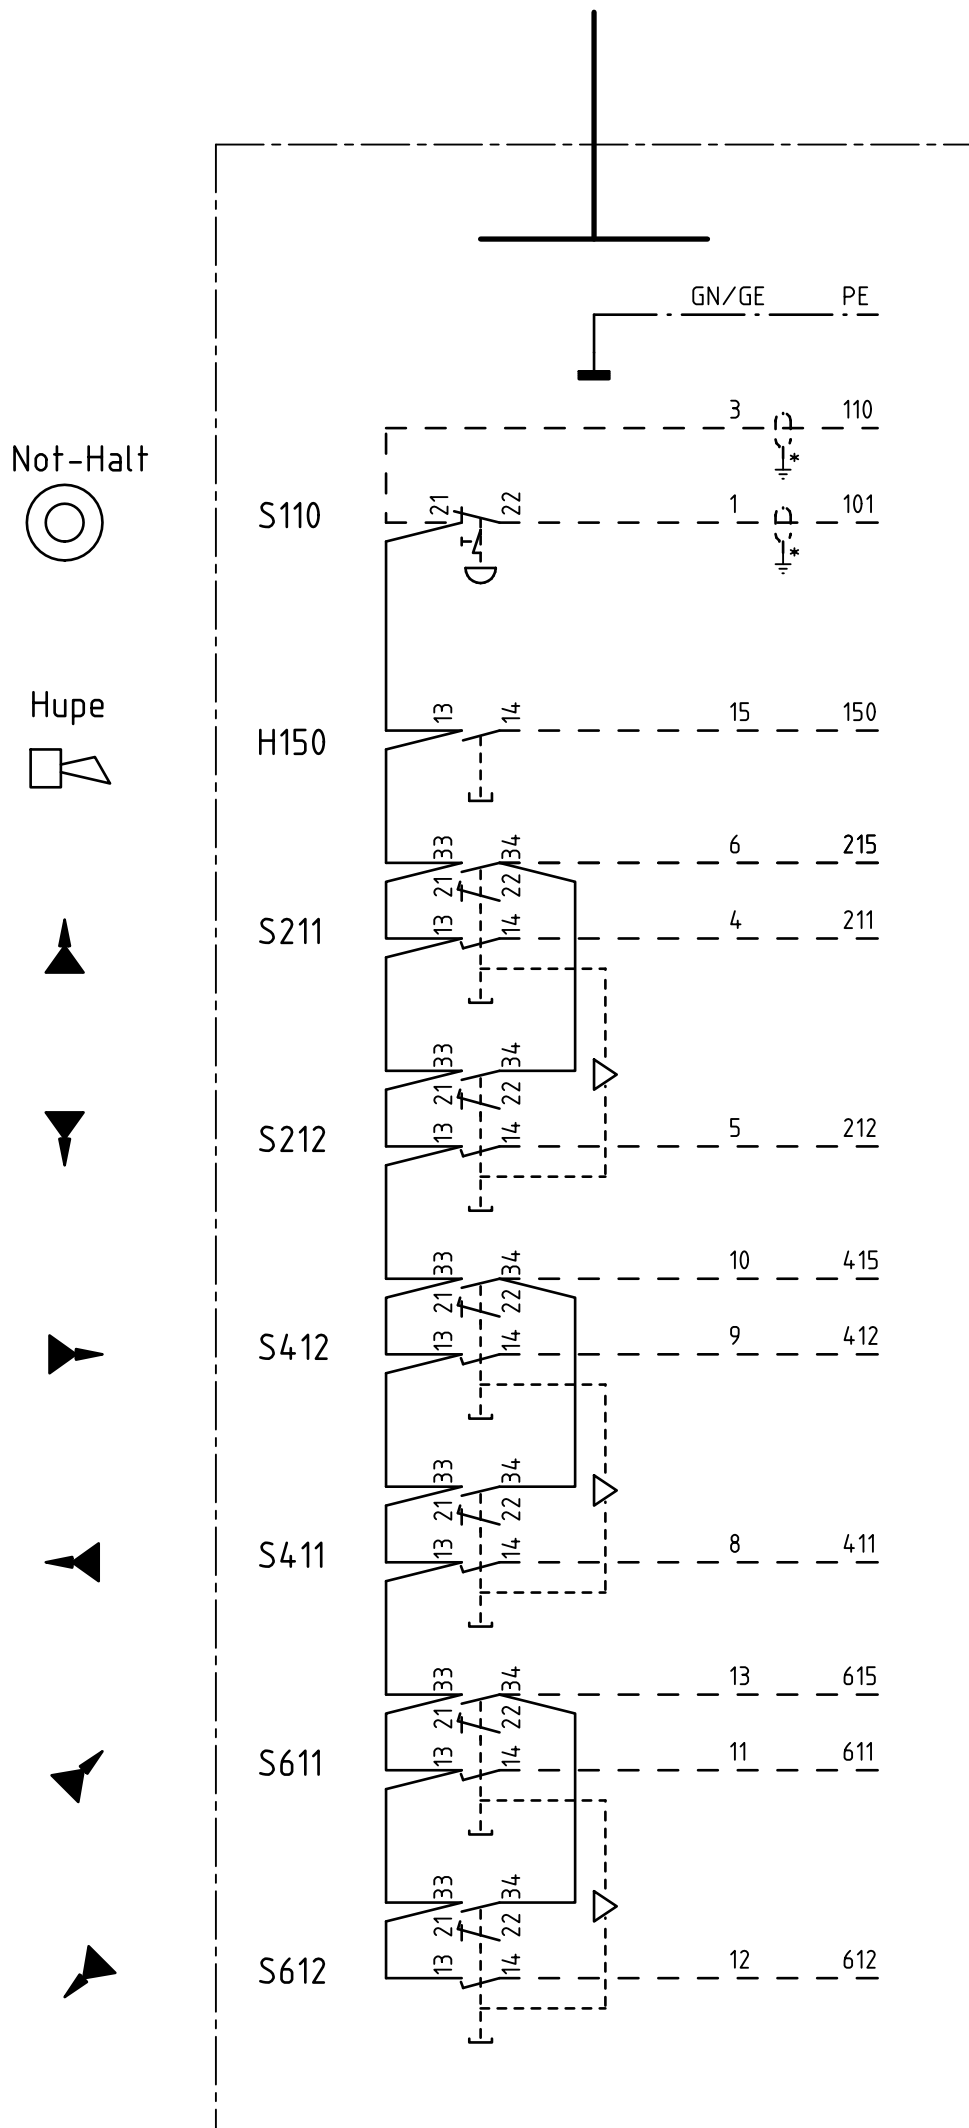 GN/GE PE
3 110
*
Not-Halt
S110 21 22 1 101
*
Hupe
H150 13 14 15 150
33 34 6 215
21 22
S211 13 14 4 211
33 34
21 22
S212 13 14 5 212
33 34 10 415
21 22
S412 13 14 9 412
33 34
21 22
S411 13 14 8 411
33 34 13 615
21 22
S611 13 14 11 611
33 34
21 22
S612 13 14 12 612